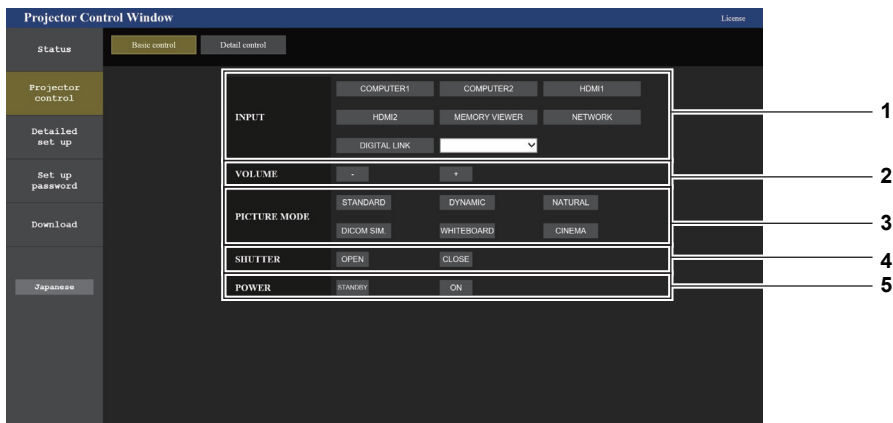 Projector Control Window
License
Status
Projector
control
Detailed
set up
Set up
password
Download
Japanese
Basic control
Detail control
INPUT
COMPUTER1 COMPUTER2 HDMI1
HDMI2 MEMORY VIEWER NETWORK
DIGITAL LINK
VOLUME - +
PICTURE MODE
STANDARD DYNAMIC NATURAL
DICOM SIM. WHITEBOARD CINEMA
SHUTTER OPEN CLOSE
POWER STANDBY ON
1
2
3
4
5